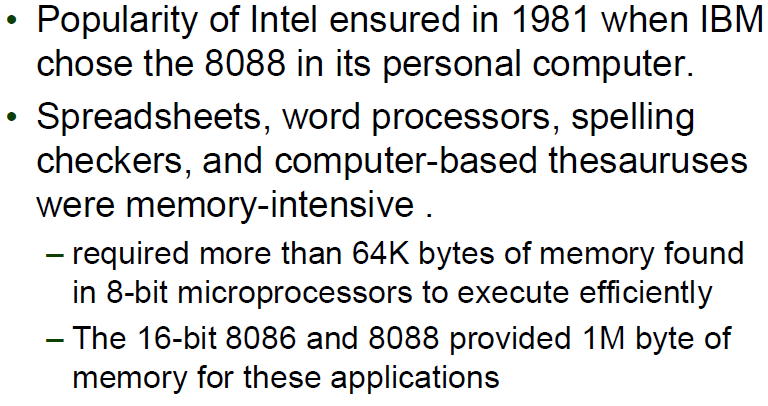 • Popularity of Intel ensured in 1981 when IBM
chose the 8088 in its personal computer.
• Spreadsheets, word processors, spelling
checkers, and computer-based thesauruses
were memory-intensive .
– required more than 64K bytes of memory found
in 8-bit microprocessors to execute efficiently
– The 16-bit 8086 and 8088 provided 1M byte of
memory for these applications